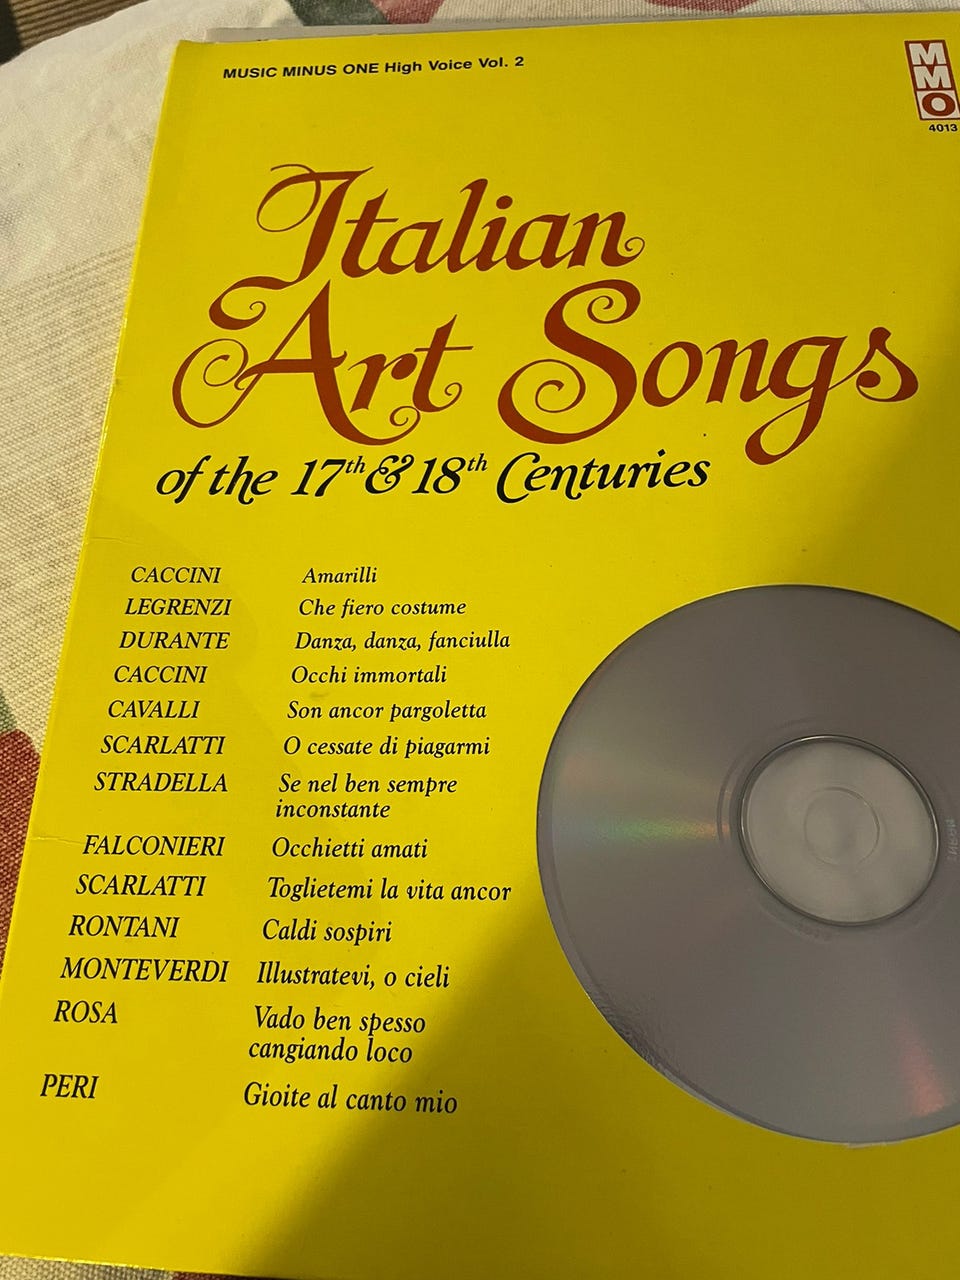 MUSIC MINUS ONE High Voice Vol. 2
MMO
4013
Italian
Art Songs
of the 17th & 18th Centuries
CACCINI Amarilli
LEGRENZI Che fiero costume
DURANTE Danza, danza, fanciulla
CACCINI Occhi immortali
CAVALLI Son ancor pargoletta
SCARLATTI O cessate di piagarmi
STRADELLA Se nel ben sempre
inconstante
FALCONIERI Occhietti amati
SCARLATTI Toglietemi la vita ancor
RONTANI Caldi sospiri
MONTEVERDI Illustratevi, o cieli
ROSA Vado ben spesso
cangiando loco
PERI Gioite al canto mio